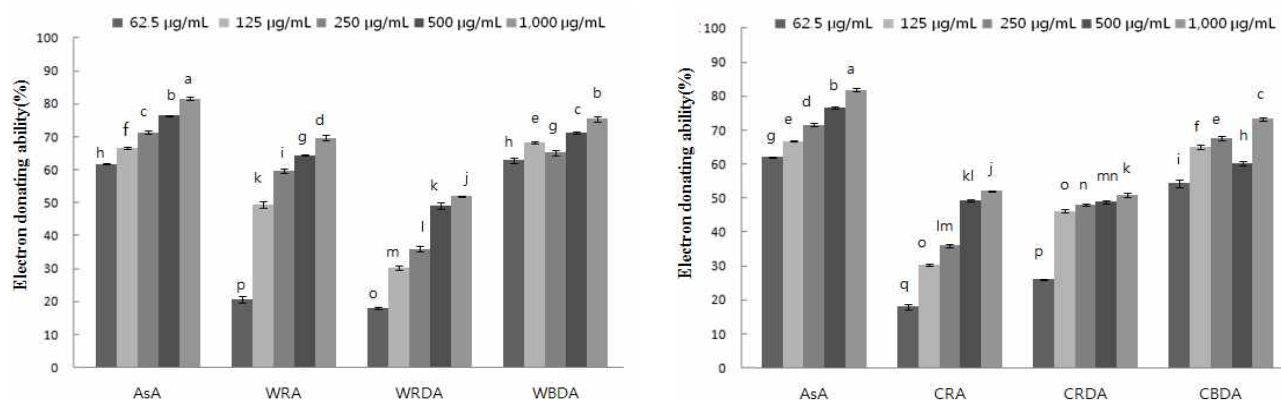 62.5 µg/mL 125 µg/mL 250 µg/mL 500 µg/mL 1,000 µg/mL
Electron donating ability(%)
100
90
80
70
60
50
40
30
20
10
0
h f c b a
p k i g d
o m l k j
h e g c b
AsA WRA WRDA WBDA
62.5 µg/mL 125 µg/mL 250 µg/mL 500 µg/mL 1,000 µg/mL
Electron donating ability(%)
100
90
80
70
60
50
40
30
20
10
0
g e d b a
q o lm kl j
p o n mn k
i f e h c
AsA CRA CRDA CBDA